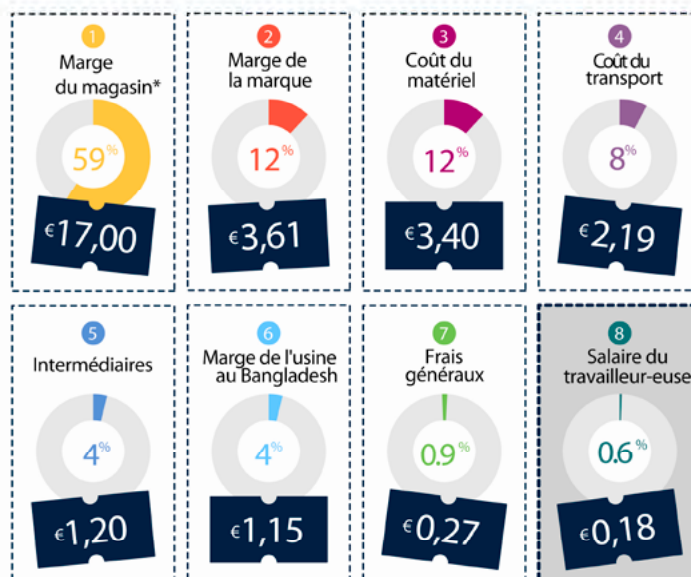 1
Marge
du magasin*
59%
€17,00
2
Marge de
la marque
12%
€3,61
3
Coût du
matériel
12%
€3,40
4
Coût du
transport
8%
€2,19
5
Intermédiaires
4%
€1,20
6
Marge de l'usine
au Bangladesh
4%
€1,15
7
Frais
généraux
0.9%
€0,27
8
Salaire du
travailleur-euse
0.6%
€0,18